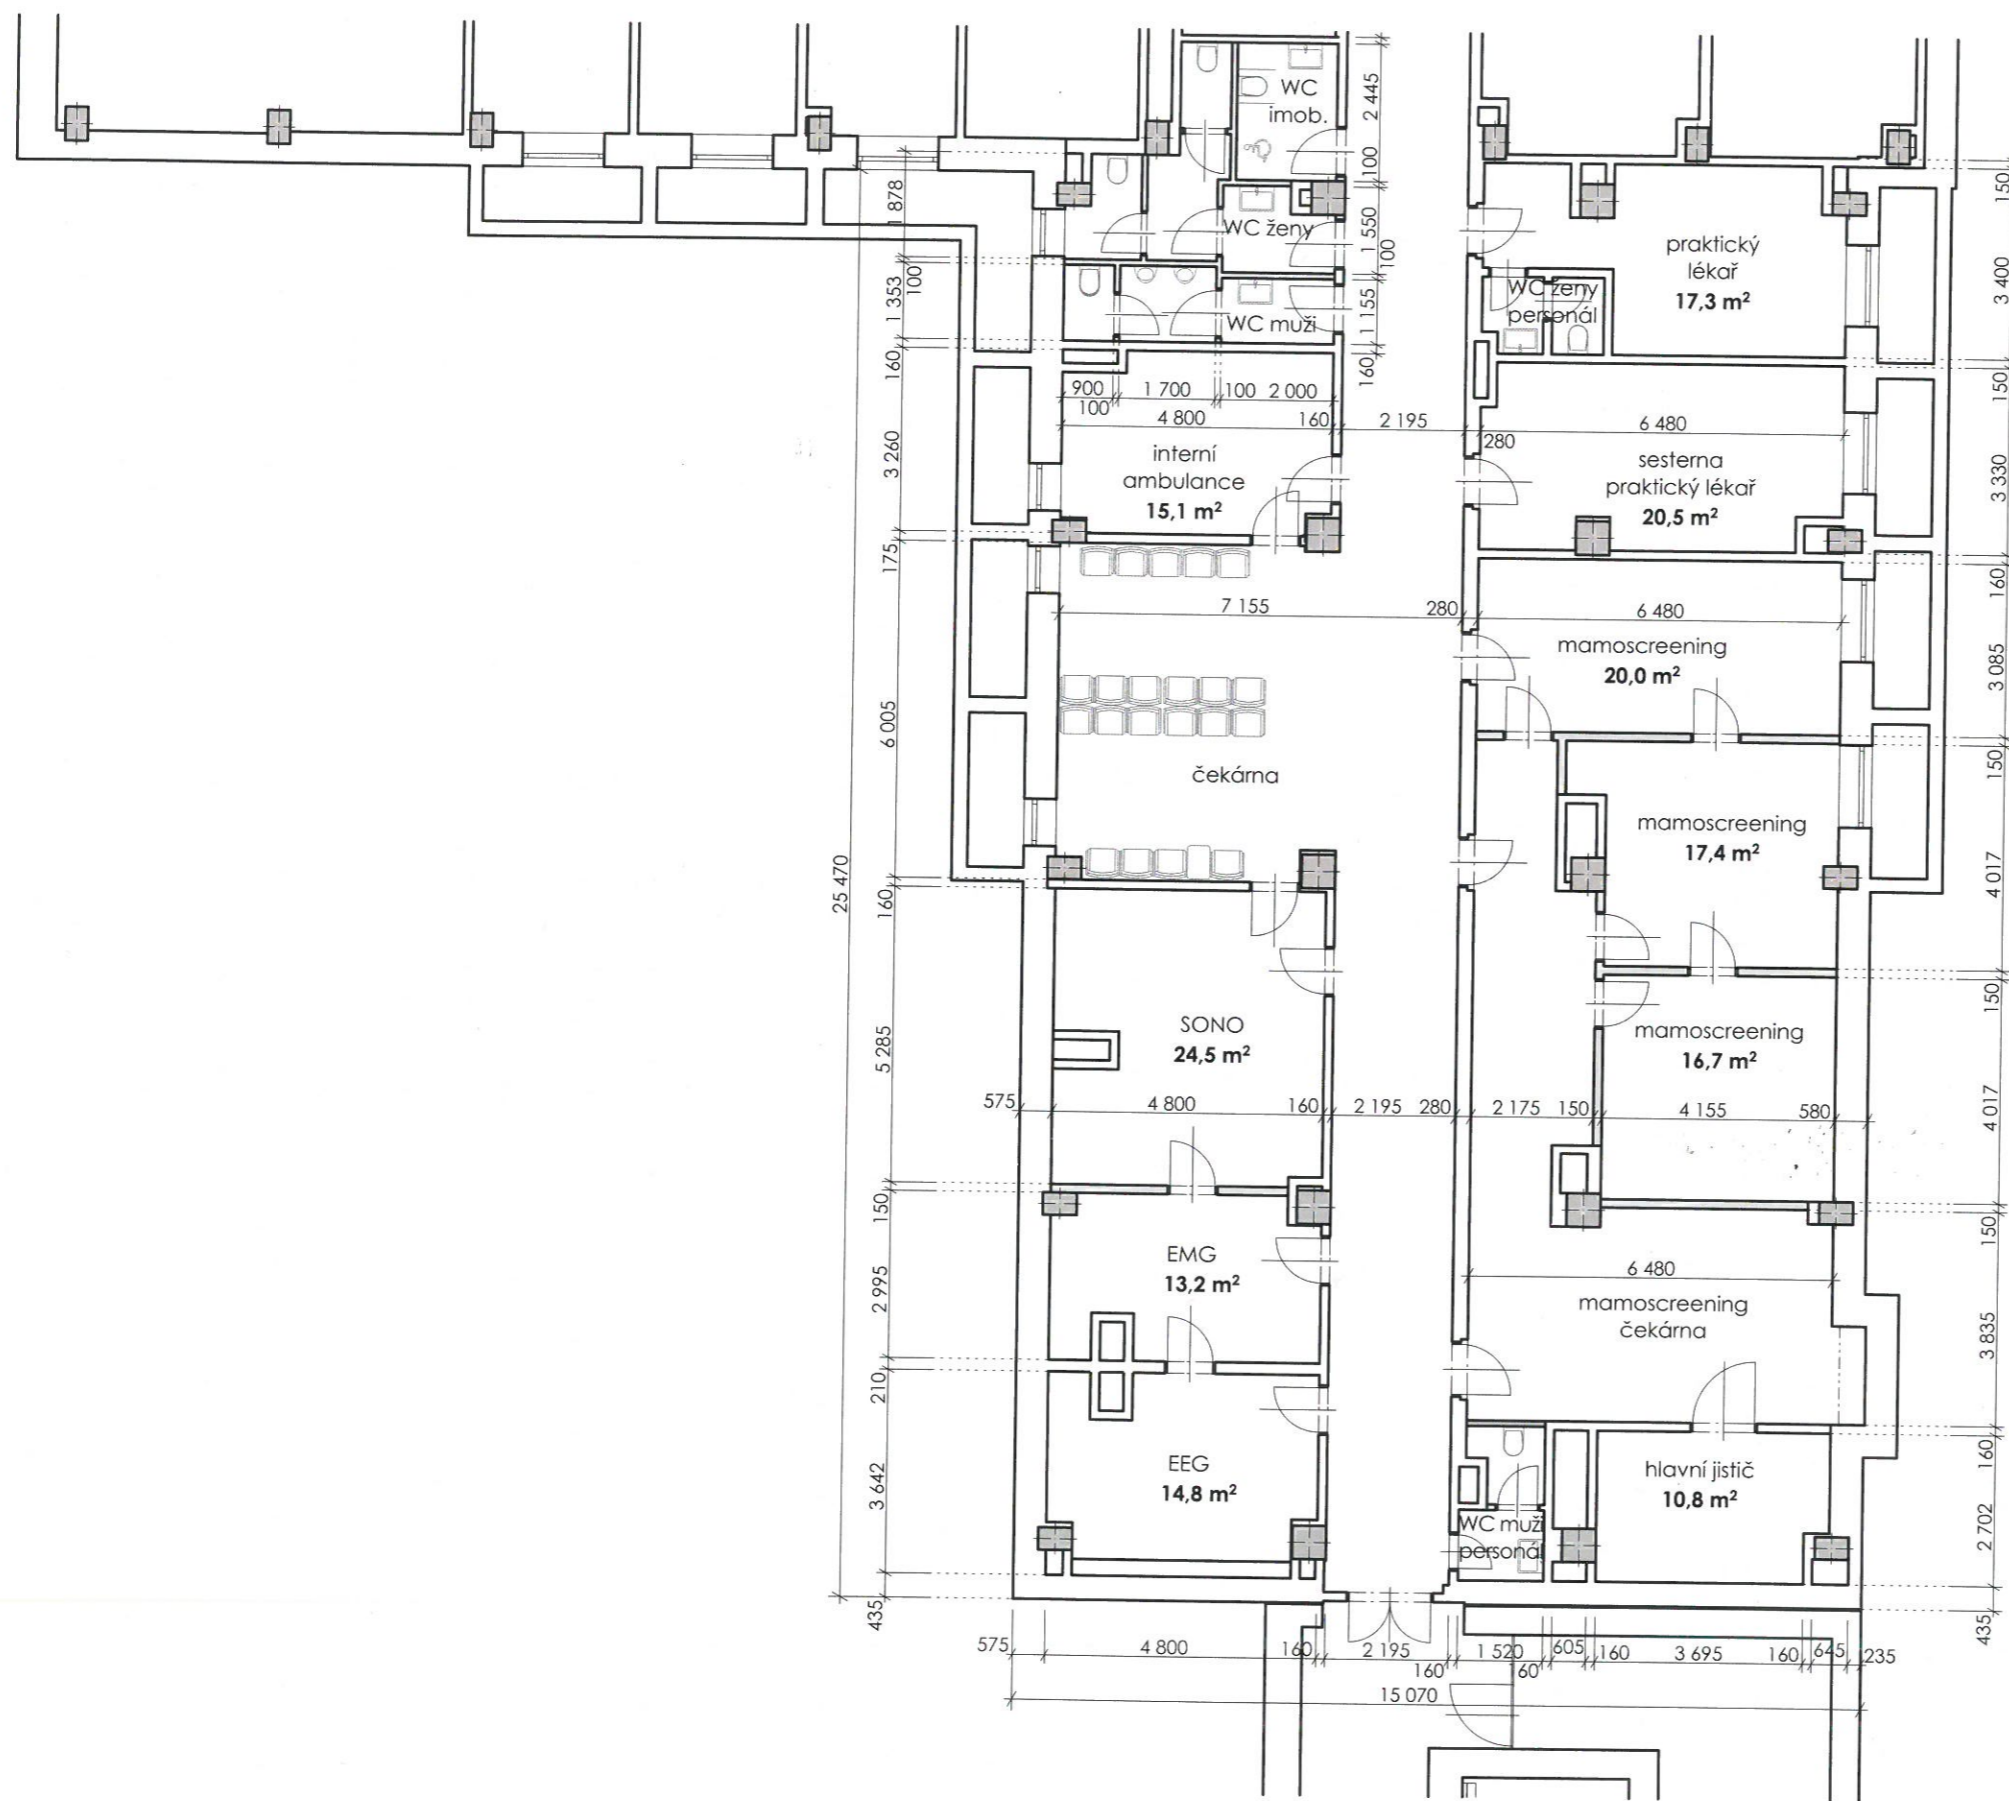 WC
imob.
WC ženy
WC muži
2 445
100
1 550
100
1 155
160
1 878
100
1 353
160
3 260
175
6 005
160
5 285
150
2 995
210
3 642
435
25 470
praktický
lékař
17,3 m²
WC ženy
personál
900
100
1 700
100
2 000
4 800
160
2 195
280
6 480
interní
ambulance
15,1 m²
sesterna
praktický lékař
20,5 m²
7 155
280
6 480
mamoscreening
20,0 m²
čekárna
mamoscreening
17,4 m²
SONO
24,5 m²
mamoscreening
16,7 m²
575
4 800
160
2 195
280
2 175
150
4 155
580
EMG
13,2 m²
6 480
mamoscreening
čekárna
EEG
14,8 m²
hlavní jistič
10,8 m²
WC muži
personál
150
3 400
150
3 330
160
3 085
150
4 017
150
4 017
150
3 835
160
2 702
435
575
4 800
160
2 195
160
1 520
60
605
160
3 695
160
645
235
15 070